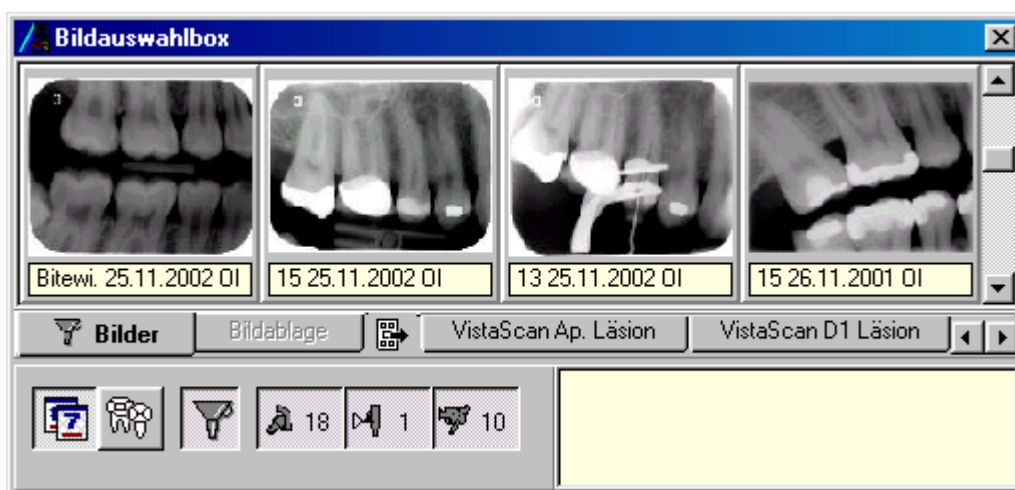 Bildauswahlbox
Bitewi. 25.11.2002 OI
15 25.11.2002 OI
13 25.11.2002 OI
15 26.11.2001 OI
Bilder
Bildablage
VistaScan Ap. Läsion
VistaScan D1 Läsion
7
18
1
10